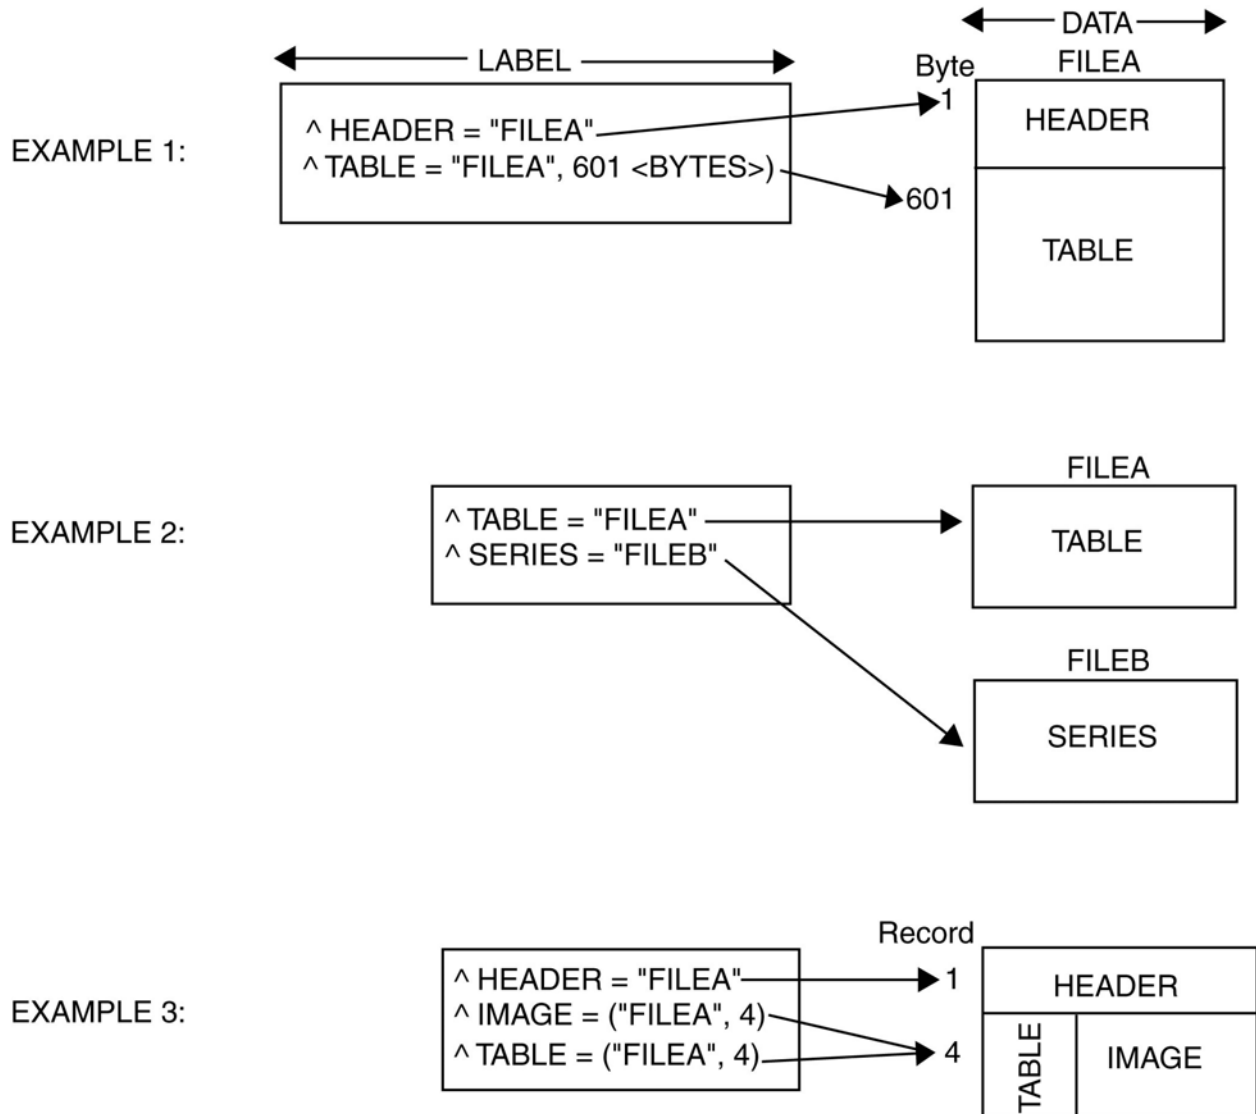 DATA
LABEL
Byte
FILEA
EXAMPLE 1:
^ HEADER = "FILEA"
^ TABLE = "FILEA", 601 <BYTES>)
1
601
HEADER
TABLE
EXAMPLE 2:
^ TABLE = "FILEA"
^ SERIES = "FILEB"
FILEA
TABLE
FILEB
SERIES
EXAMPLE 3:
^ HEADER = "FILEA"
^ IMAGE = ("FILEA", 4)
^ TABLE = ("FILEA", 4)
Record
1
4
HEADER
TABLE
IMAGE